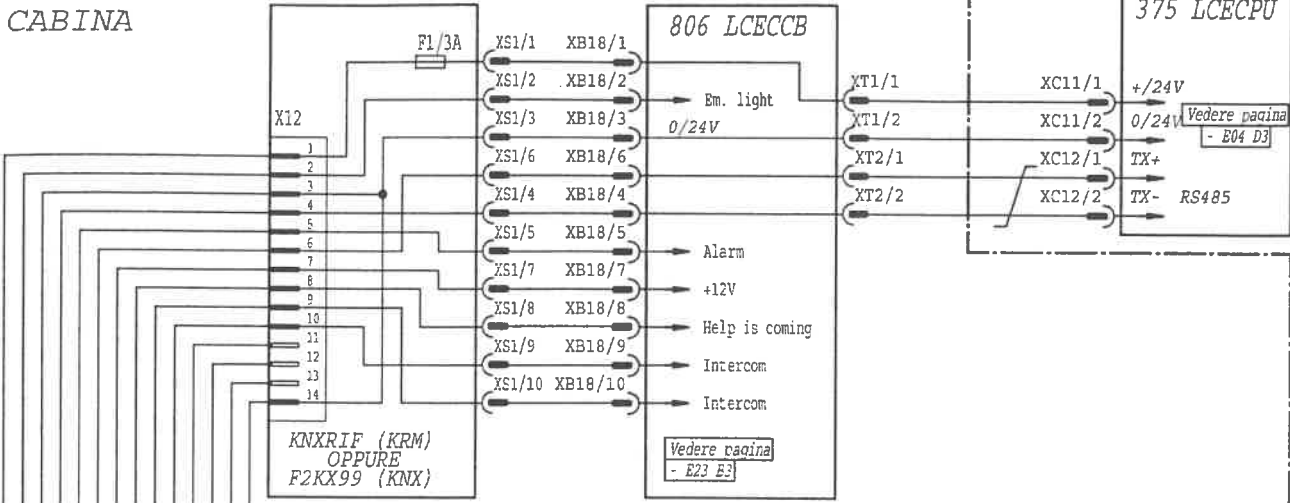 CABINA
F1/3A
X12
1
2
3
4
5
6
7
8
9
10
11
12
13
14
KNXRIF (KRM)
OPPURE
F2KX99 (KNX)
XS1/1 XB18/1
XS1/2 XB18/2
XS1/3 XB18/3
XS1/6 XB18/6
XS1/4 XB18/4
XS1/5 XB18/5
XS1/7 XB18/7
XS1/8 XB18/8
XS1/9 XB18/9
XS1/10 XB18/10
806 LCECCB
Em. light
0/24V
Alarm
+12V
Help is coming
Intercom
Intercom
Vedere pagina
- E23 E3
XT1/1
XT1/2
XT2/1
XT2/2
XC11/1
XC11/2
XC12/1
XC12/2
375 LCECPU
+/24V
0/24V
TX+
TX- RS485
Vedere pagina
- E04 D3